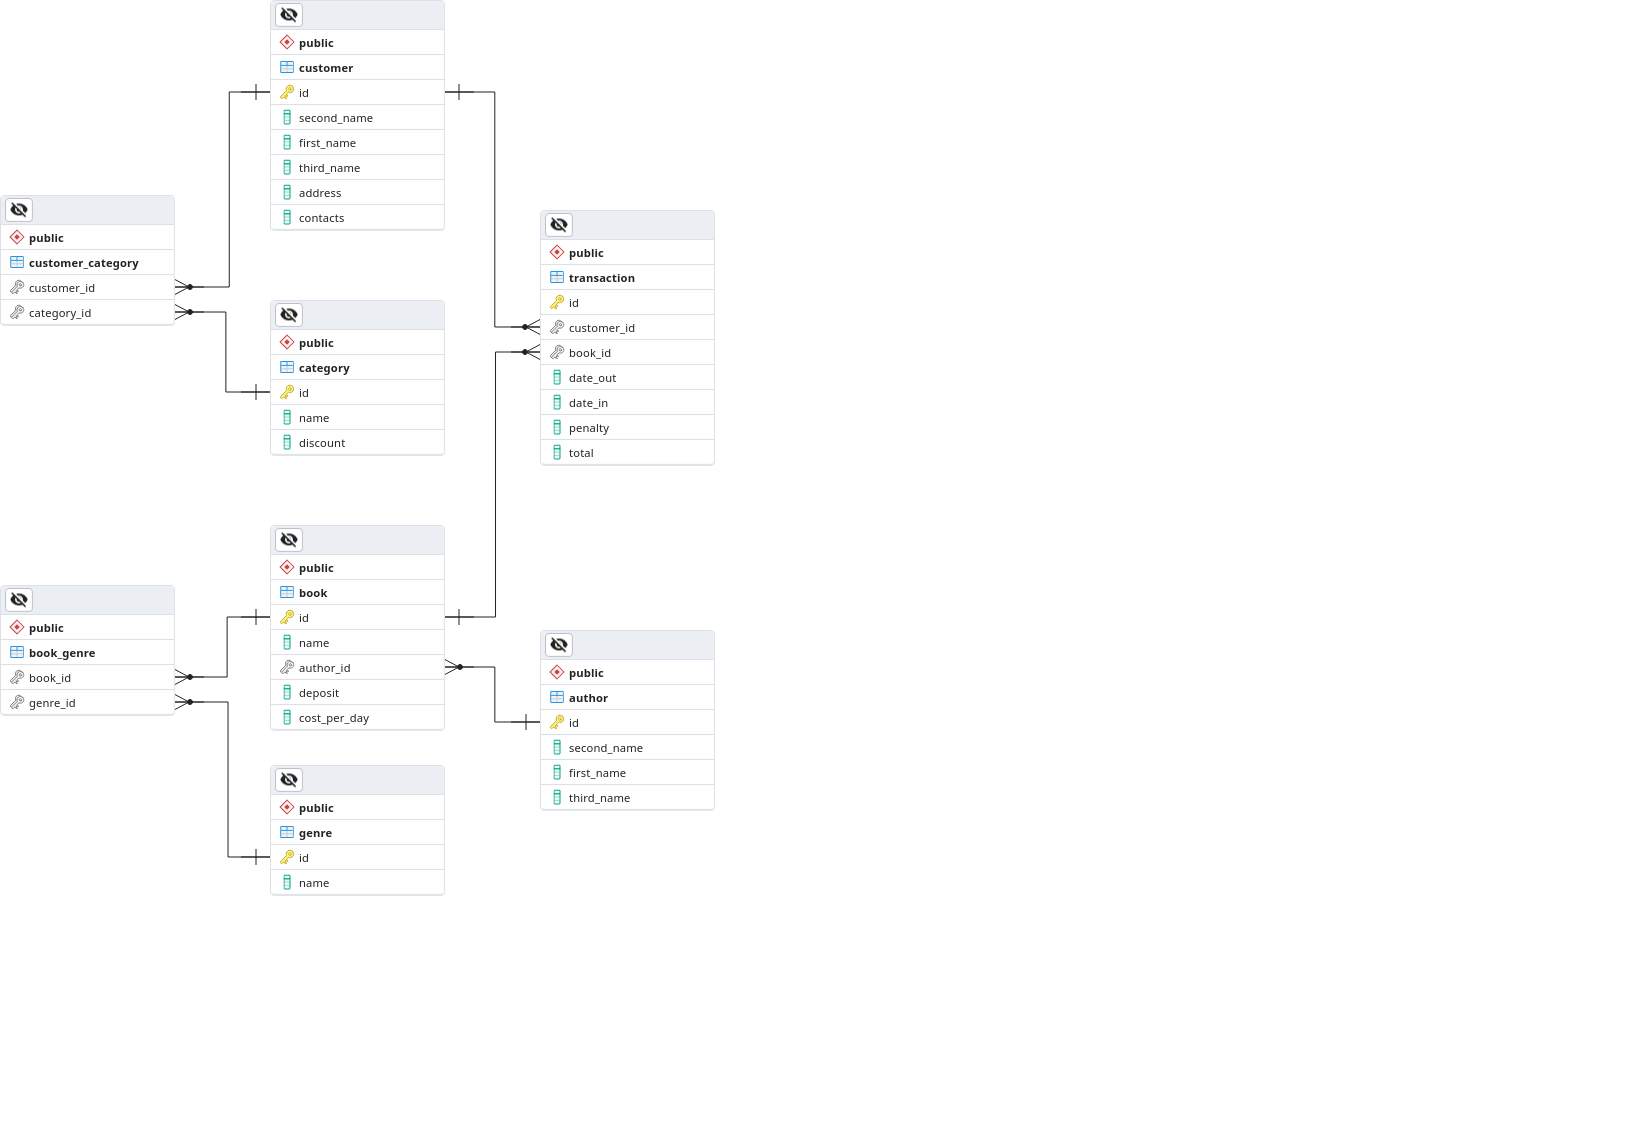 public
customer
id
second_name
first_name
third_name
address
contacts
public
customer_category
customer_id
category_id
public
transaction
id
customer_id
book_id
date_out
date_in
penalty
total
public
category
id
name
discount
public
book
id
name
author_id
deposit
cost_per_day
public
book_genre
book_id
genre_id
public
author
id
second_name
first_name
third_name
public
genre
id
name